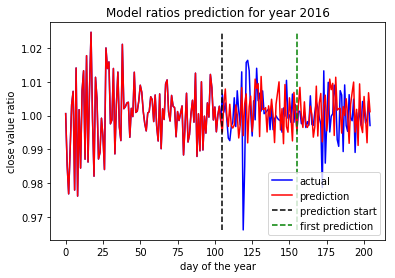 Model ratios prediction for year 2016
close value ratio
1.02
1.01
1.00
0.99
0.98
0.97
0 25 50 75 100 125 150 175 200
day of the year
actual
prediction
prediction start
first prediction